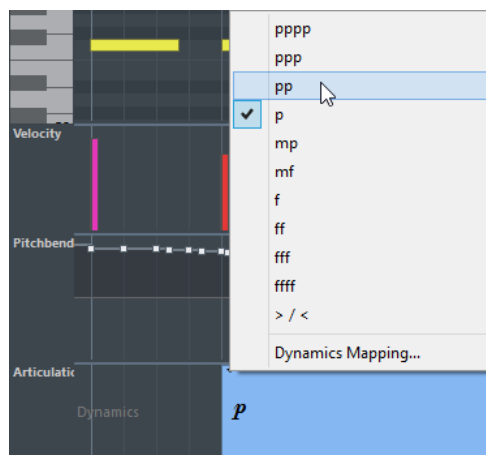 pppp
ppp
pp
p
mp
mf
f
ff
fff
ffff
> / <
Dynamics Mapping...
Velocity
Pitchbend
Articulatic
Dynamics
p